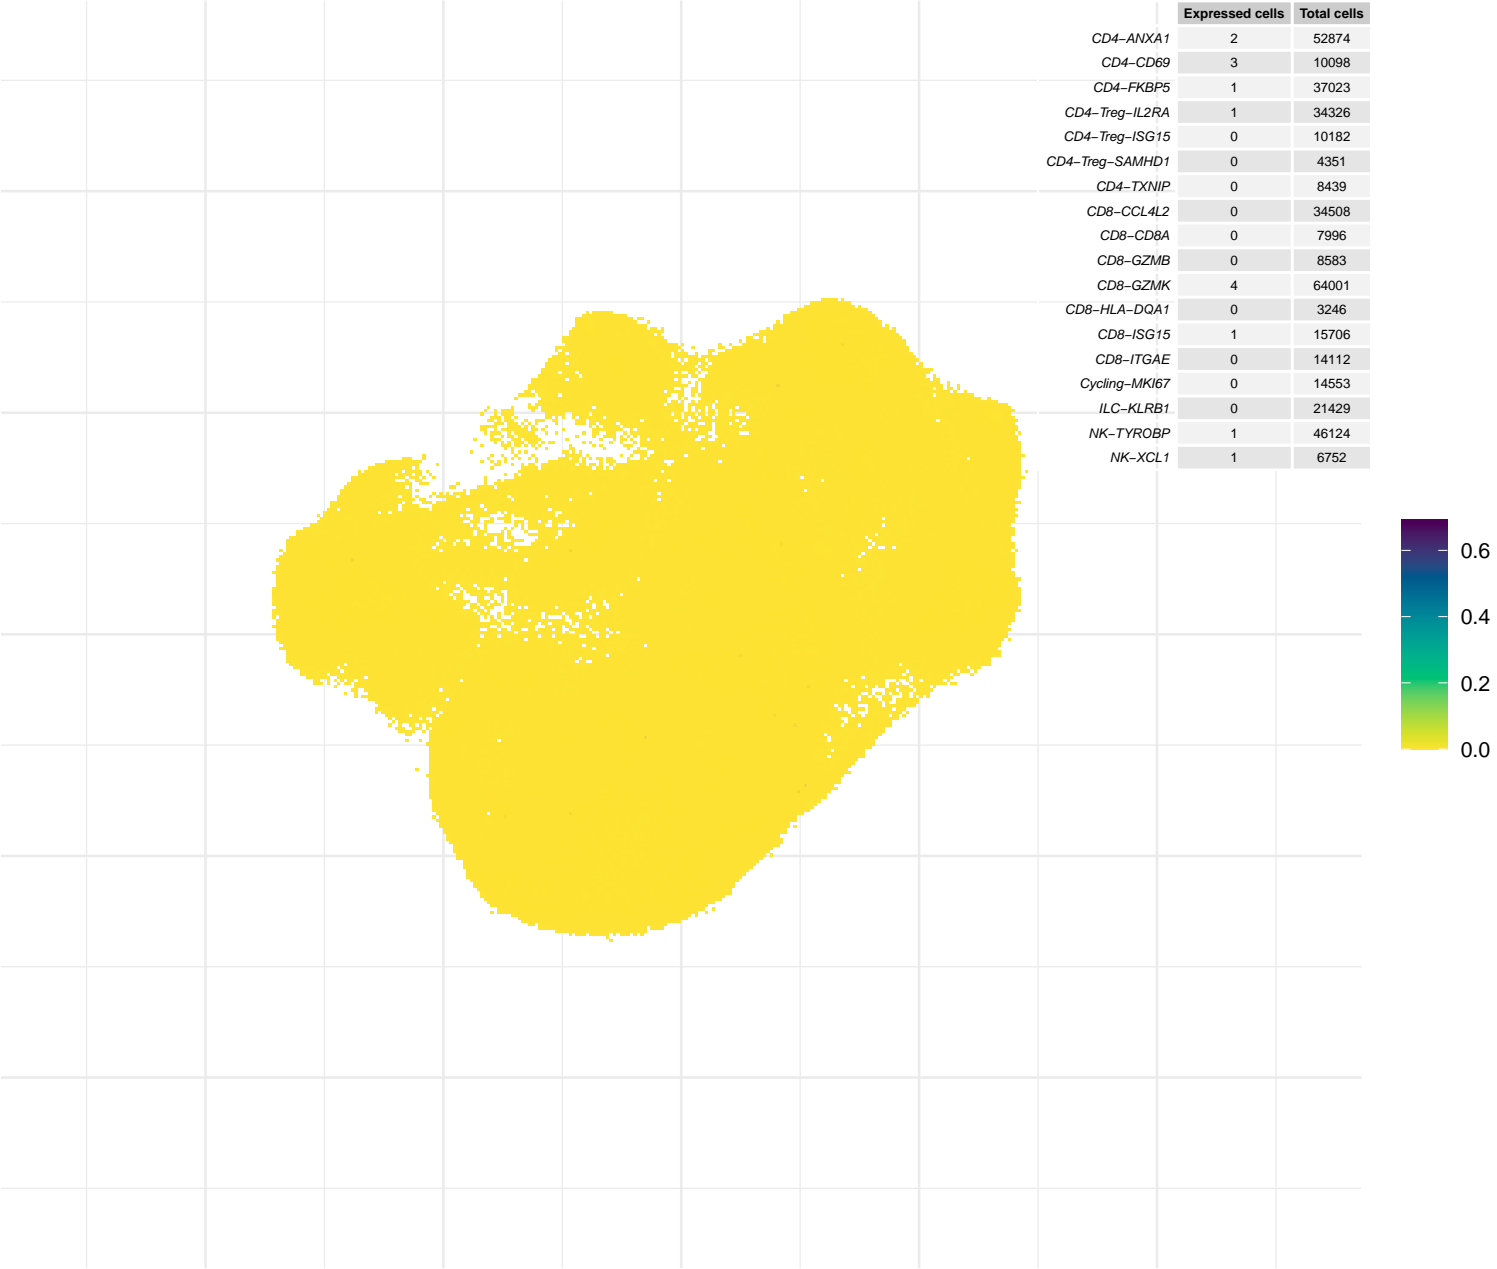 Expressed cells Total cells
CD4−ANXA1 2 52874
CD4−CD69 3 10098
CD4−FKBP5 1 37023
CD4−Treg−IL2RA 1 34326
CD4−Treg−ISG15 0 10182
CD4−Treg−SAMHD1 0 4351
CD4−TXNIP 0 8439
CD8−CCL4L2 0 34508
CD8−CD8A 0 7996
CD8−GZMB 0 8583
CD8−GZMK 4 64001
CD8−HLA−DQA1 0 3246
CD8−ISG15 1 15706
CD8−ITGAE 0 14112
Cycling−MKI67 0 14553
ILC−KLRB1 0 21429
NK−TYROBP 1 46124
NK−XCL1 1 6752
0.6
0.4
0.2
0.0